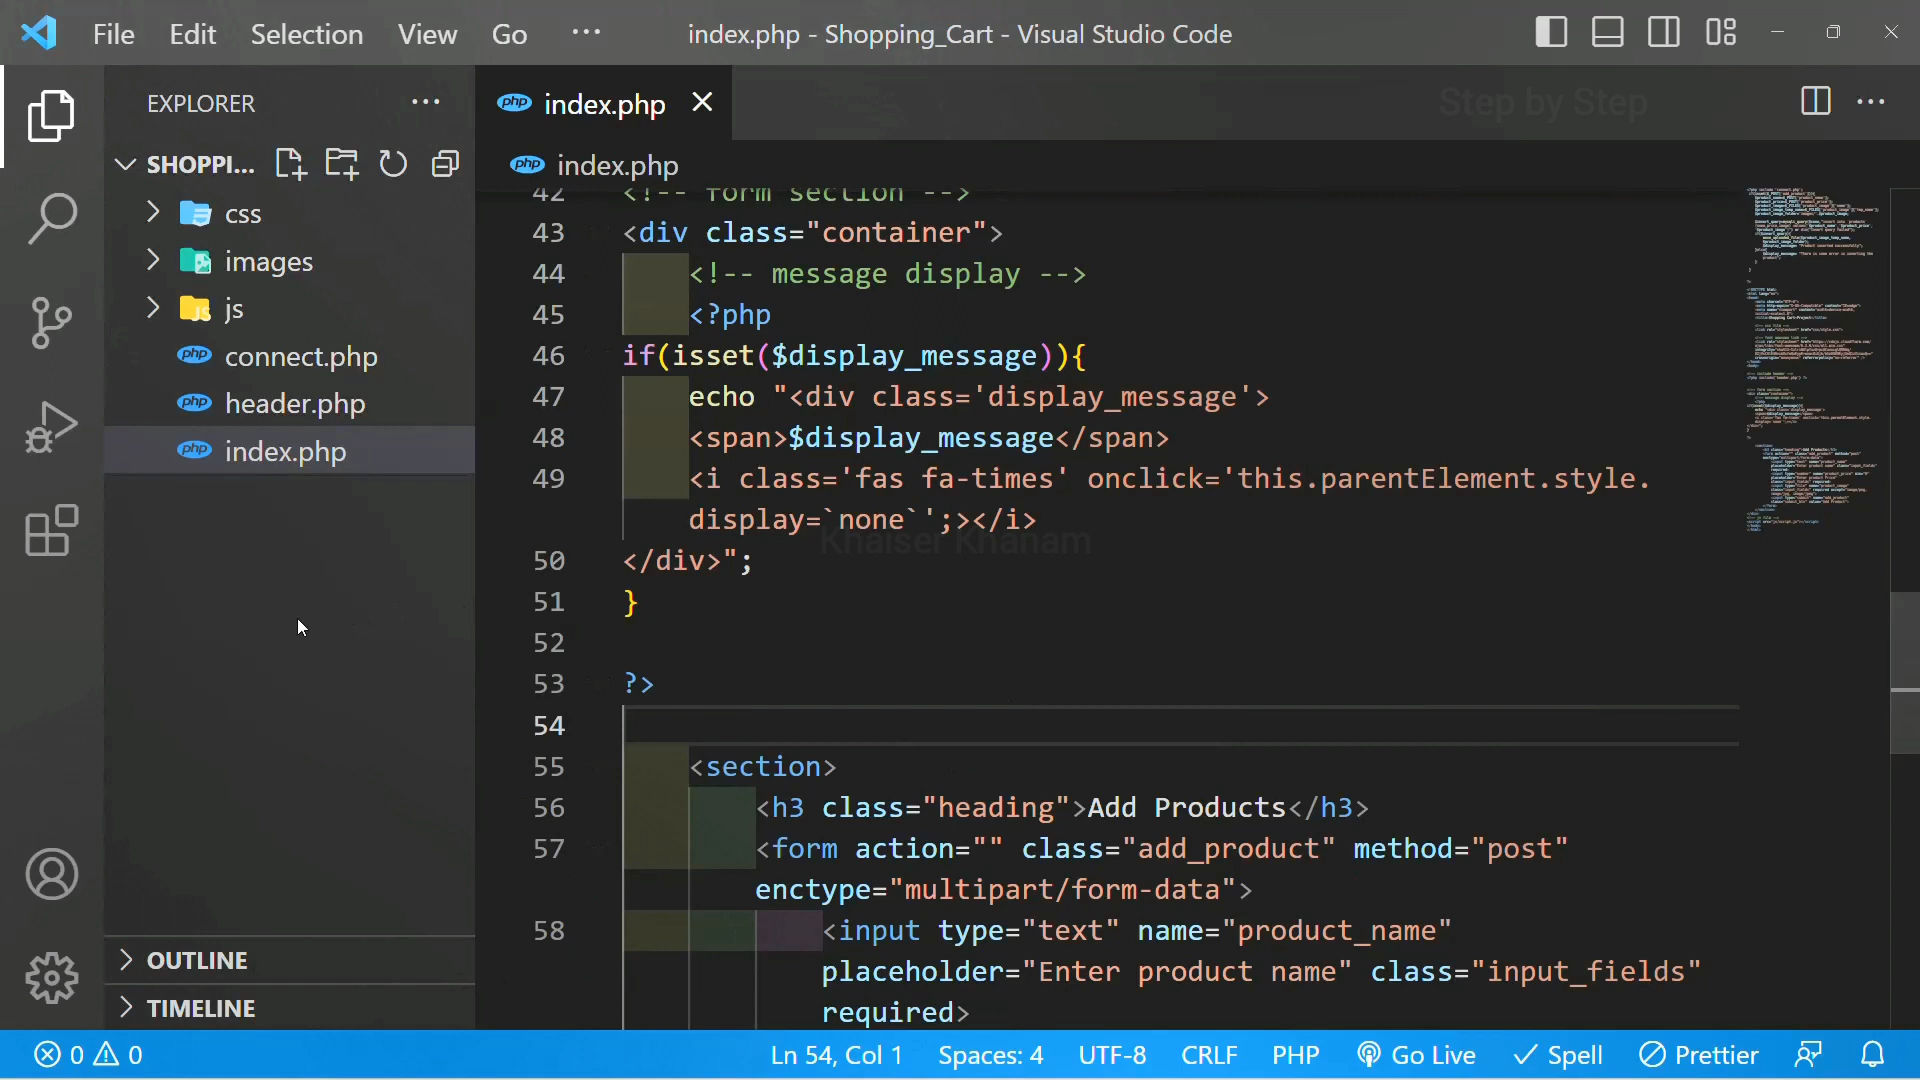 File Edit Selection View Go ··· index.php - Shopping_Cart - Visual Studio Code
EXPLORER ···
SHOPPI...
css
images
js
JS
php connect.php
php header.php
php index.php
OUTLINE
TIMELINE
php index.php
Step by Step
php index.php
42 <!-- form section -->
43 <div class="container">
44 <!-- message display -->
45 <?php
46 if(isset($display_message)){
47 echo "<div class='display_message'>
48 <span>$display_message</span>
49 <i class='fas fa-times' onclick='this.parentElement.style.
display=`none`';></i>
Khaiser Khanam
50 </div>";
51 }
52
53 ?>
54
55 <section>
56 <h3 class="heading">Add Products</h3>
57 <form action="" class="add_product" method="post"
enctype="multipart/form-data">
58 <input type="text" name="product_name"
placeholder="Enter product name" class="input_fields"
required>
0 0 Ln 54, Col 1 Spaces: 4 UTF-8 CRLF PHP Go Live Spell Prettier